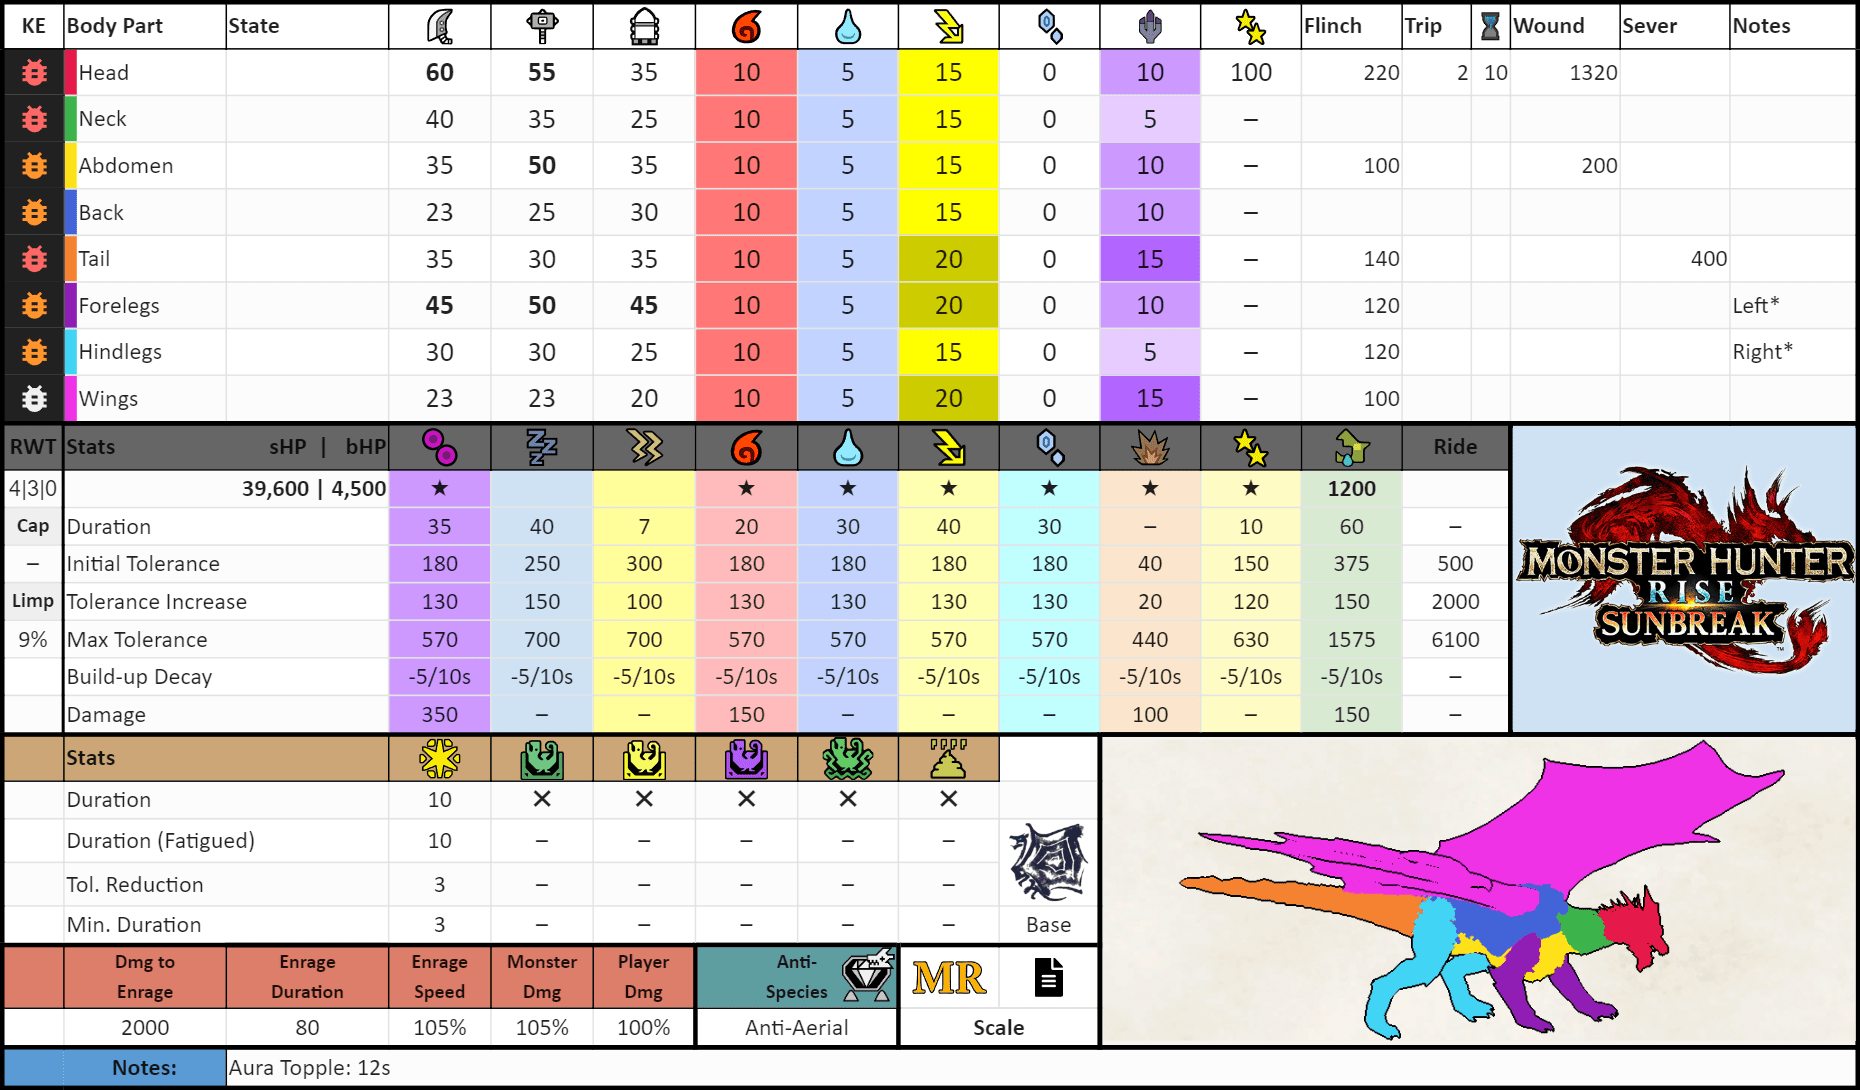 KE Body Part State Flinch Trip Wound Sever Notes
Head 60 55 35 10 5 15 0 10 100 220 2 10 1320
Neck 40 35 25 10 5 15 0 5 –
Abdomen 35 50 35 10 5 15 0 10 – 100 200
Back 23 25 30 10 5 15 0 10 –
Tail 35 30 35 10 5 20 0 15 – 140 400
Forelegs 45 50 45 10 5 20 0 10 – 120 Left*
Hindlegs 30 30 25 10 5 15 0 5 – 120 Right*
Wings 23 23 20 10 5 20 0 15 – 100
RWT Stats sHP | bHP Ride
4|3|0 39,600 | 4,500 ★ ★ ★ ★ ★ ★ ★ 1200
Cap Duration 35 40 7 20 30 40 30 – 10 60 –
– Initial Tolerance 180 250 300 180 180 180 180 40 150 375 500
Limp Tolerance Increase 130 150 100 130 130 130 130 20 120 150 2000
9% Max Tolerance 570 700 700 570 570 570 570 440 630 1575 6100
Build-up Decay -5/10s -5/10s -5/10s -5/10s -5/10s -5/10s -5/10s -5/10s -5/10s -5/10s –
Damage 350 – – 150 – – – 100 – 150 –
MONSTER HUNTER
RISE
SUNBREAK™
Stats
Duration 10 ✕ ✕ ✕ ✕ ✕
Duration (Fatigued) 10 – – – – –
Tol. Reduction 3 – – – – –
Min. Duration 3 – – – – – Base
Dmg to Enrage Enrage Monster Player Anti-
Enrage Duration Speed Dmg Dmg Species MR
2000 80 105% 105% 100% Anti-Aerial Scale
Notes: Aura Topple: 12s